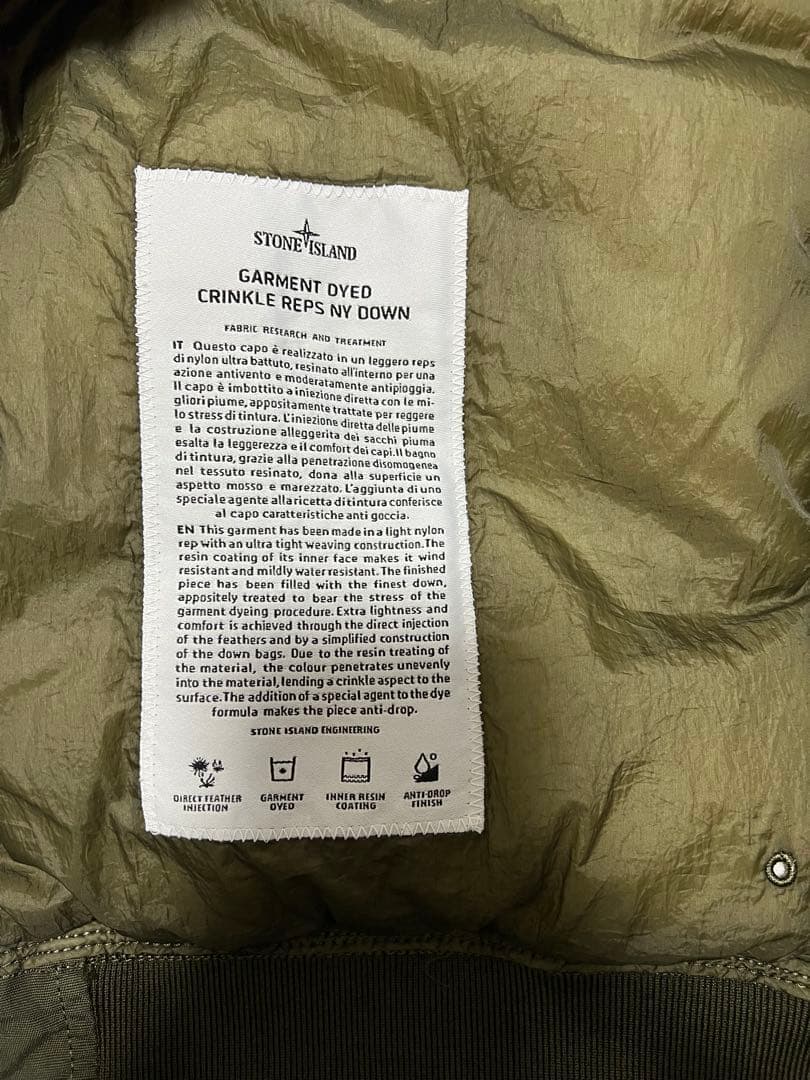 STONE ISLAND
GARMENT DYED
CRINKLE REPS NY DOWN
FABRIC RESEARCH AND TREATMENT
IT Questo capo è realizzato in un leggero reps
di nylon ultra battuto, resinato all'interno per una
azione antivento e moderatamente antipioggia.
Il capo è imbottito a iniezione diretta con le mi-
gliori piume, appositamente trattate per reggere
lo stress di tintura. L'iniezione diretta delle piume
e la costruzione alleggerita dei sacchi piuma
esalta la leggerezza e il comfort dei capi. Il bagno
di tintura, grazie alla penetrazione disomogenea
nel tessuto resinato, dona alla superficie un
aspetto mosso e marezzato. L'aggiunta di uno
speciale agente alla ricetta di tintura conferisce
al capo caratteristiche anti goccia.
EN This garment has been made in a light nylon
rep with an ultra tight weaving construction. The
resin coating of its inner face makes it wind
resistant and mildly water resistant. The finished
piece has been filled with the finest down,
appositely treated to bear the stress of the
garment dyeing procedure. Extra lightness and
comfort is achieved through the direct injection
of the feathers and by a simplified construction
of the down bags. Due to the resin treating of
the material, the colour penetrates unevenly
into the material, lending a crinkle aspect to the
surface. The addition of a special agent to the dye
formula makes the piece anti-drop.
STONE ISLAND ENGINEERING
DIRECT FEATHER
INJECTION
GARMENT
DYED
INNER RESIN
COATING
ANTI-DROP
FINISH